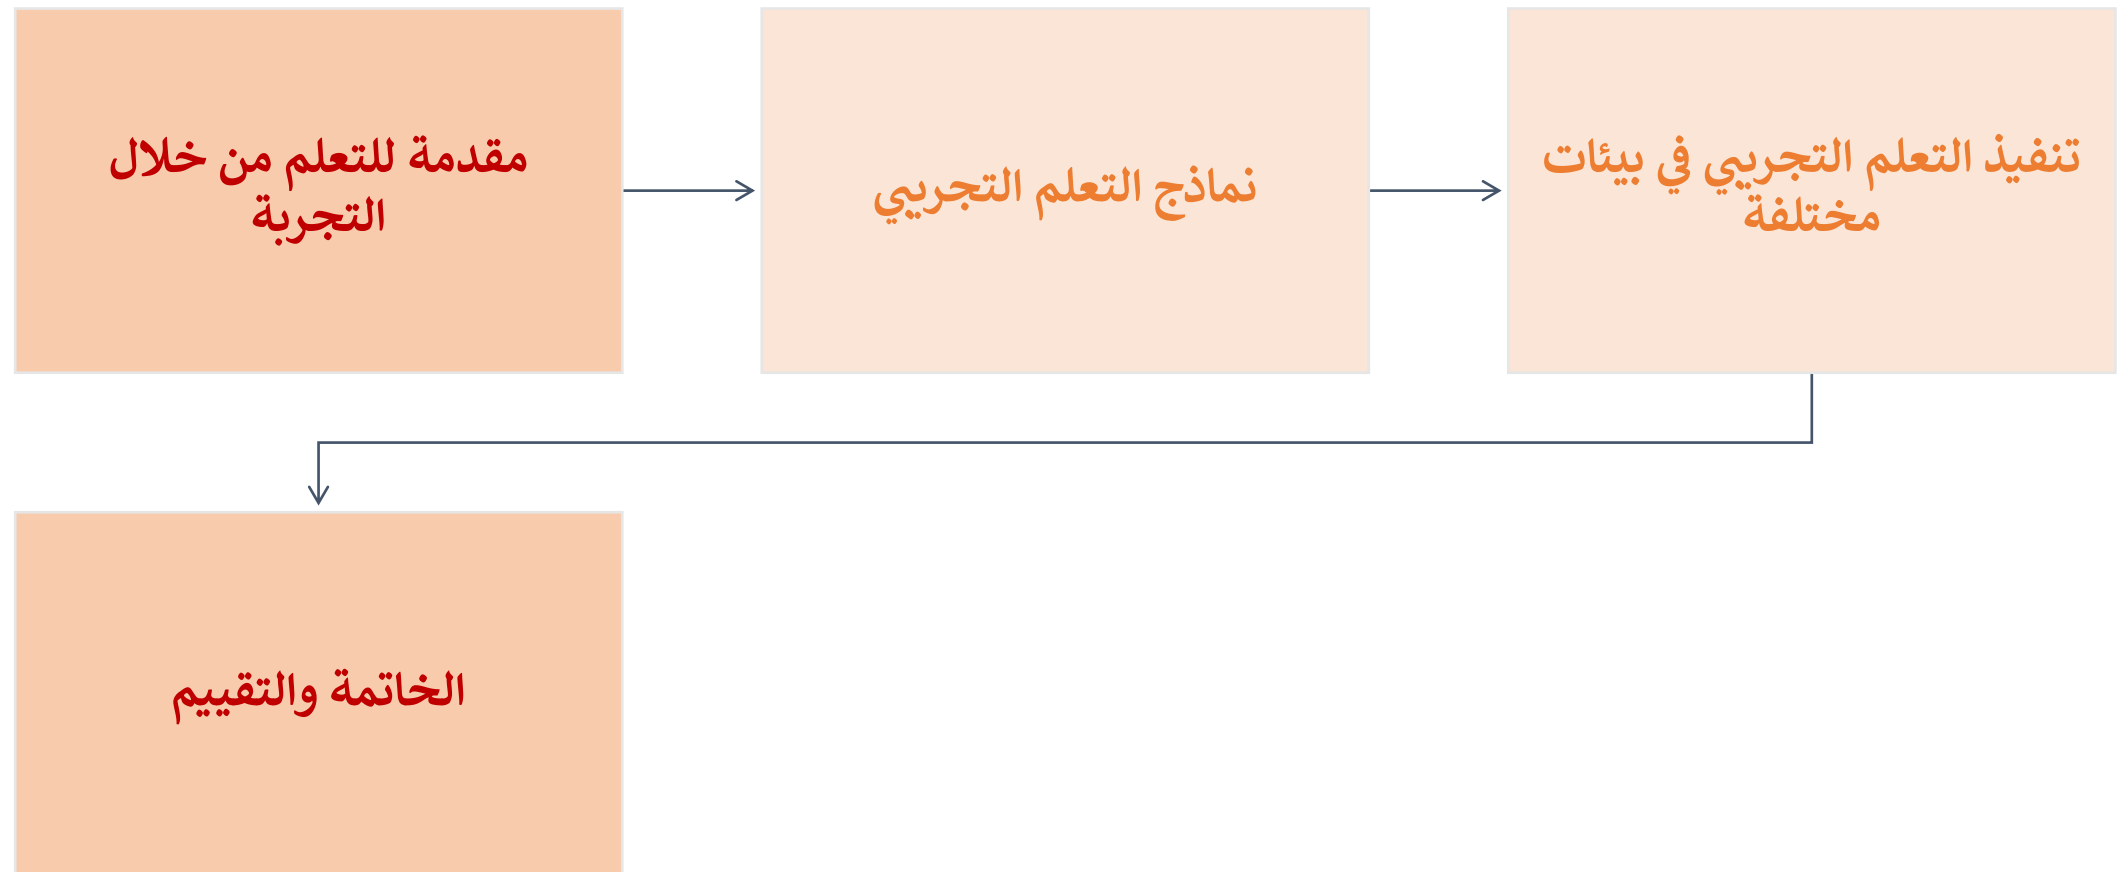 مقدمة للتعلم من خلال
التجربة
نماذج التعلم التجريبي
تنفيذ التعلم التجريبي في بيئات
مختلفة
الخاتمة والتقييم